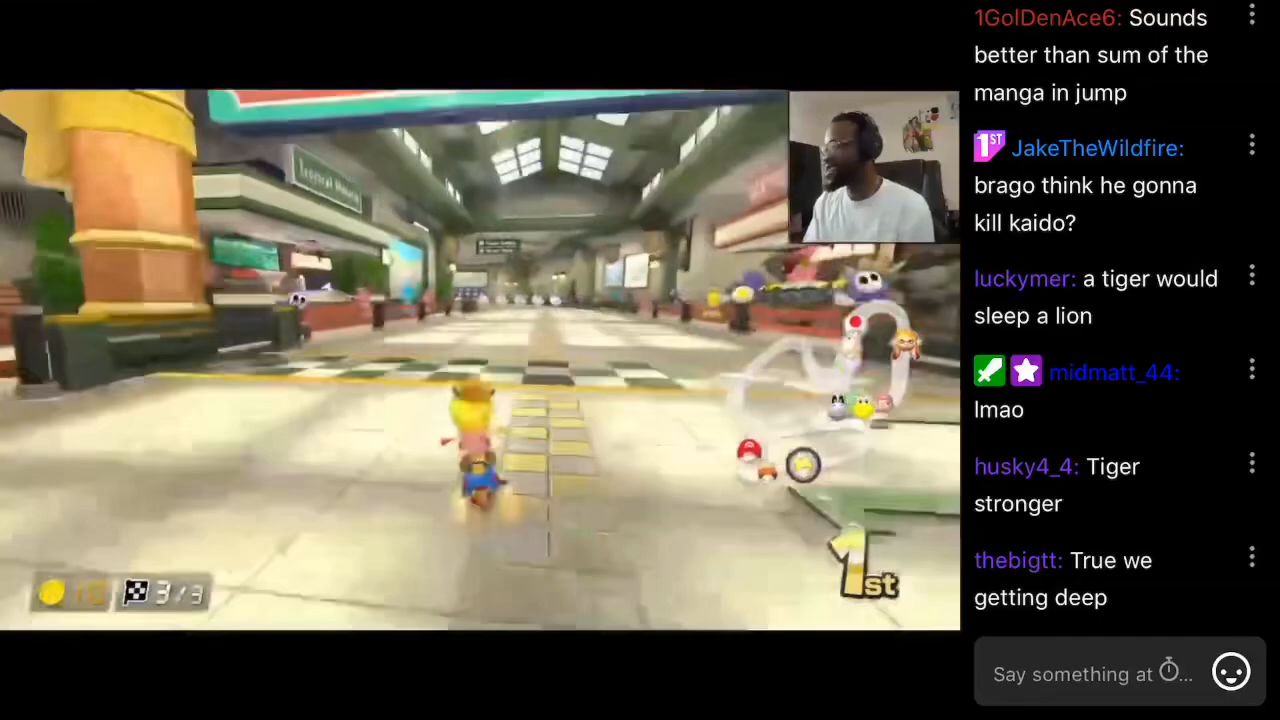 1GolDenAce6: Sounds
better than sum of the
manga in jump
1ST JakeTheWildfire:
brago think he gonna
kill kaido?
luckymer: a tiger would
sleep a lion
midmatt_44:
lmao
husky4_4: Tiger
stronger
thebigtt: True we
getting deep
Say something at ...
10 3/3
1st